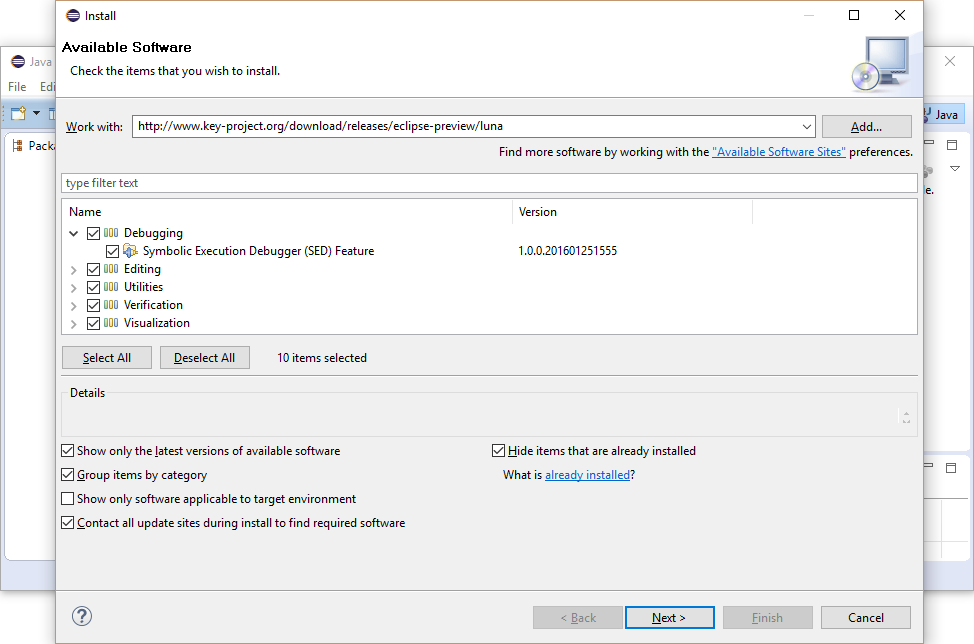 Install
Available Software
Check the items that you wish to install.
Java
File Edi
Work with: http://www.key-project.org/download/releases/eclipse-preview/luna Add...
Java
Find more software by working with the "Available Software Sites" preferences.
Pack
type filter text
e.
Name Version
Debugging
Symbolic Execution Debugger (SED) Feature 1.0.0.201601251555
Editing
Utilities
Verification
Visualization
Select All Deselect All 10 items selected
Details
Show only the latest versions of available software Hide items that are already installed
Group items by category What is already installed?
Show only software applicable to target environment
Contact all update sites during install to find required software
? < Back Next > Finish Cancel